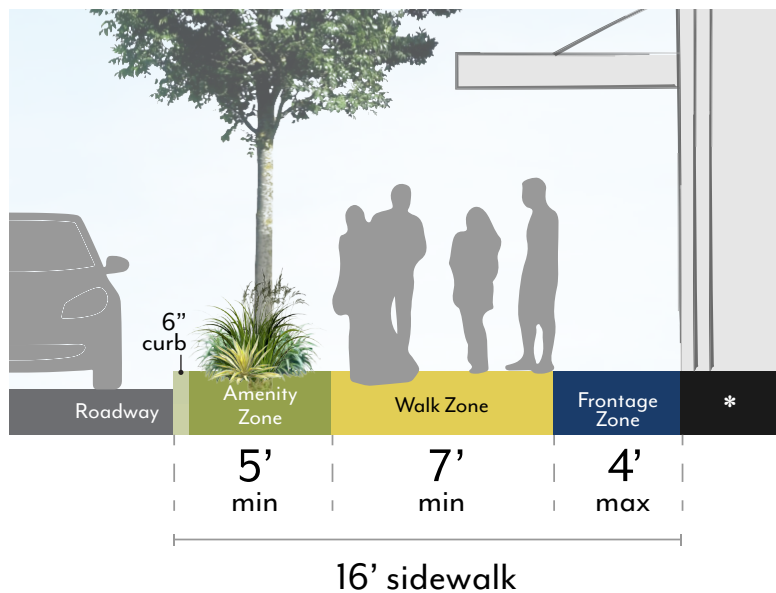 6”
curb
Roadway
Amenity
Zone
Walk Zone
Frontage
Zone
*
5’
min
7’
min
4’
max
16’ sidewalk